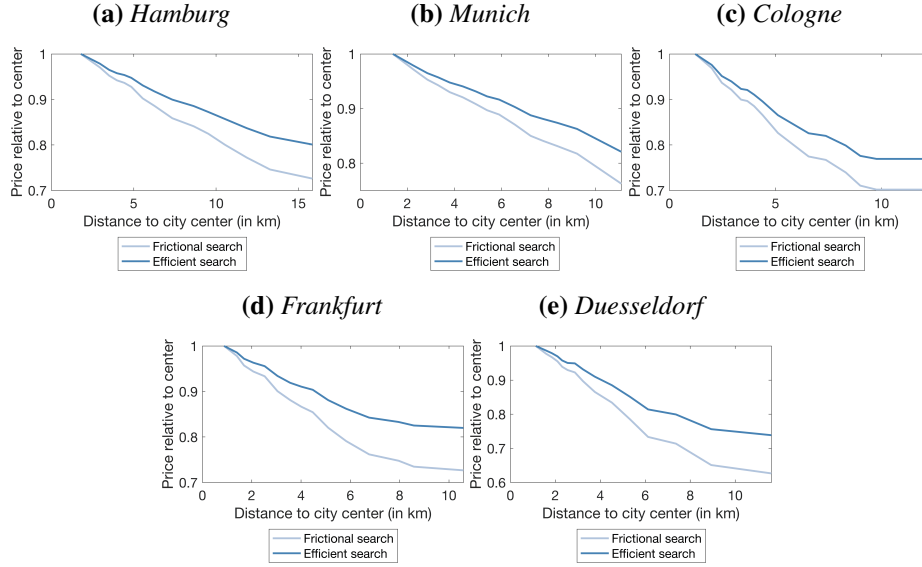 (a) Hamburg
(b) Munich
(c) Cologne
Price relative to center
1
0.9
0.8
0.7
0
5
10
15
Distance to city center (in km)
Frictional search
Efficient search
Price relative to center
1
0.9
0.8
0
2
4
6
8
10
Distance to city center (in km)
Frictional search
Efficient search
Price relative to center
1
0.9
0.8
0.7
0
5
10
Distance to city center (in km)
Frictional search
Efficient search
(d) Frankfurt
(e) Duesseldorf
Price relative to center
1
0.9
0.8
0.7
0
2
4
6
8
10
Distance to city center (in km)
Frictional search
Efficient search
Price relative to center
1
0.9
0.8
0.7
0.6
0
2
4
6
8
10
Distance to city center (in km)
Frictional search
Efficient search